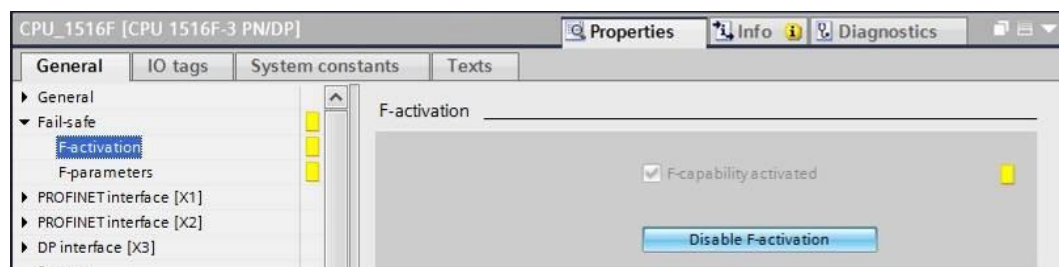 CPU_1516F [CPU 1516F-3 PN/DP]
Properties
Info
Diagnostics
General
IO tags
System constants
Texts
General
Fail-safe
F-activation
F-parameters
PROFINET interface [X1]
PROFINET interface [X2]
DP interface [X3]
F-activation
F-capability activated
Disable F-activation